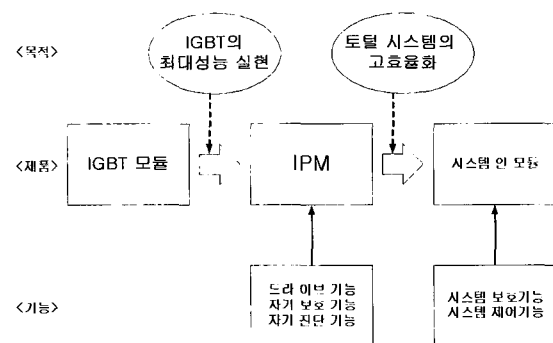 <목적>
IGBT의
최대성능 실현
토털 시스템의
고효율화
<제품>
IGBT 모듈
IPM
시스템 인 모듈
<기능>
드라이브 기능
자기 보호 기능
자기 진단 기능
시스템 보호기능
시스템 제어기능